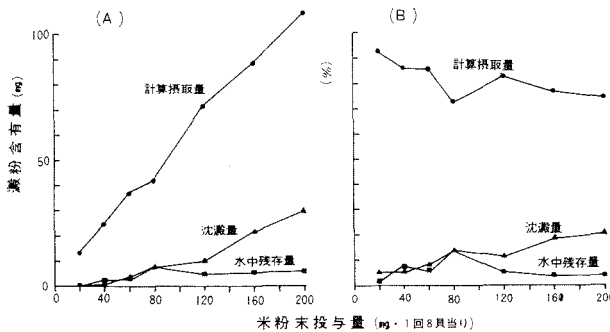 (A)
(B)
100
50
0
澱粉含有量 (mg)
(%)
計算摂取量
沈澱量
水中残存量
計算摂取量
沈澱量
水中残存量
0 40 80 120 160 200
0 40 80 120 160 200
米粉末投与量 (mg・1回8員当り)